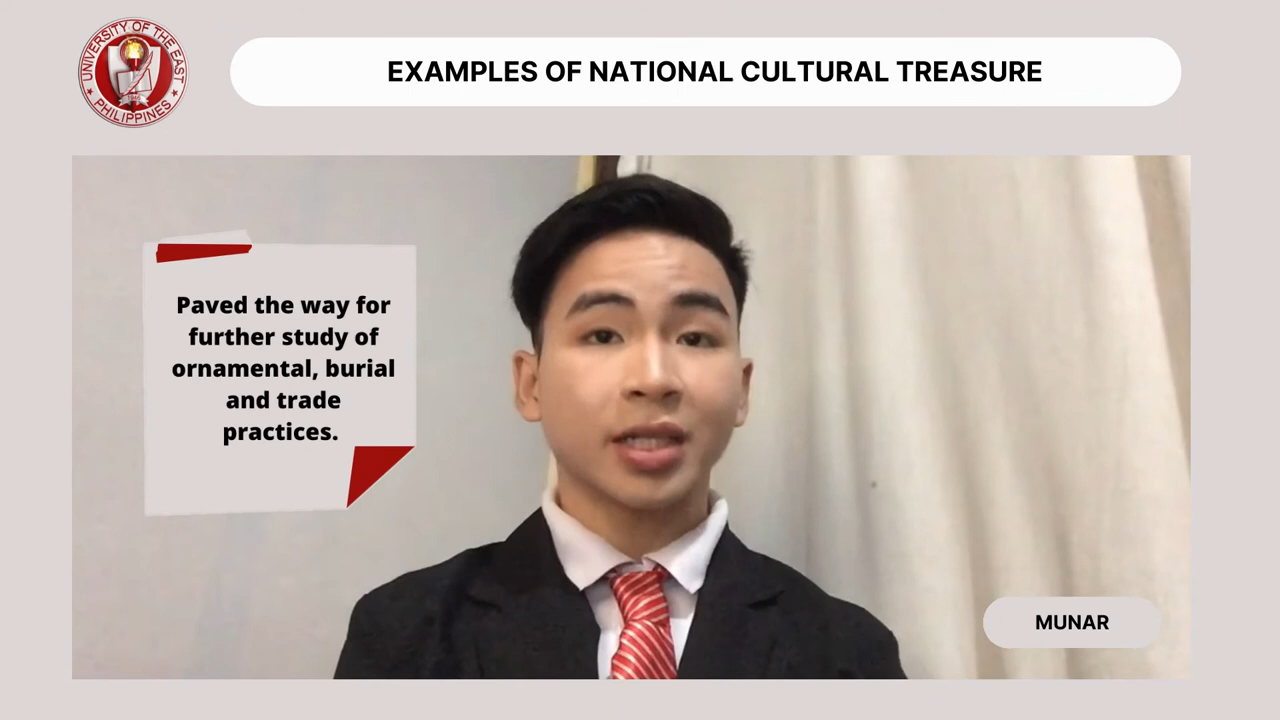 UNIVERSITY OF THE EAST
PHILIPPINES
1946
EXAMPLES OF NATIONAL CULTURAL TREASURE
Paved the way for
further study of
ornamental, burial
and trade
practices.
MUNAR